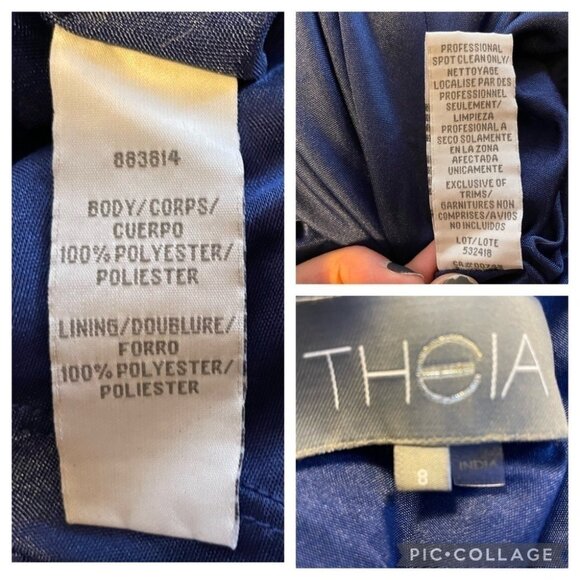 883614
BODY/CORPS/
CUERPO
100% POLYESTER/
POLIESTER
LINING/DOUBLURE/
FORRO
100% POLYESTER/
POLIESTER
PROFESSIONAL
SPOT CLEAN ONLY/
NETTOYAGE
LOCALISE PAR DES
PROFESSIONNEL
SEULEMENT/
LIMPIEZA
PROFESIONAL A
SECO SOLAMENTE
EN LA ZONA
AFECTADA
UNICAMENTE
EXCLUSIVE OF
TRIMS/
GARNITURES NON
COMPRISES/AVIOS
NO INCLUIDOS
LOT/LOTE
532418
THEIA
8
INDIA
PIC•COLLAGE